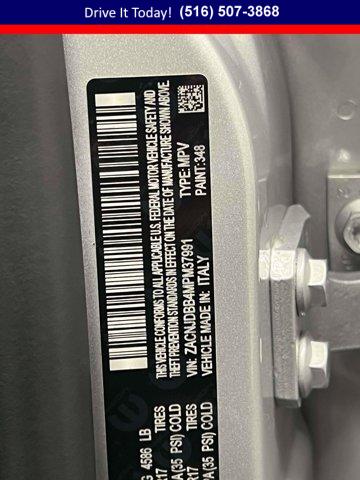 Drive It Today! (516) 507-3868
THIS VEHICLE CONFORMS TO ALL APPLICABLE U.S. FEDERAL MOTOR VEHICLE SAFETY AND
THEFT PREVENTION STANDARDS IN EFFECT ON THE DATE OF MANUFACTURE SHOWN ABOVE.
VIN: ZACNJDBB4MPM37991 TYPE: MPV
VEHICLE MADE IN: ITALY PAINT: 348
G 4586 LB
R17 TIRES
A(35 PSI) COLD
TIRES
R17
A(35 PSI) COLD